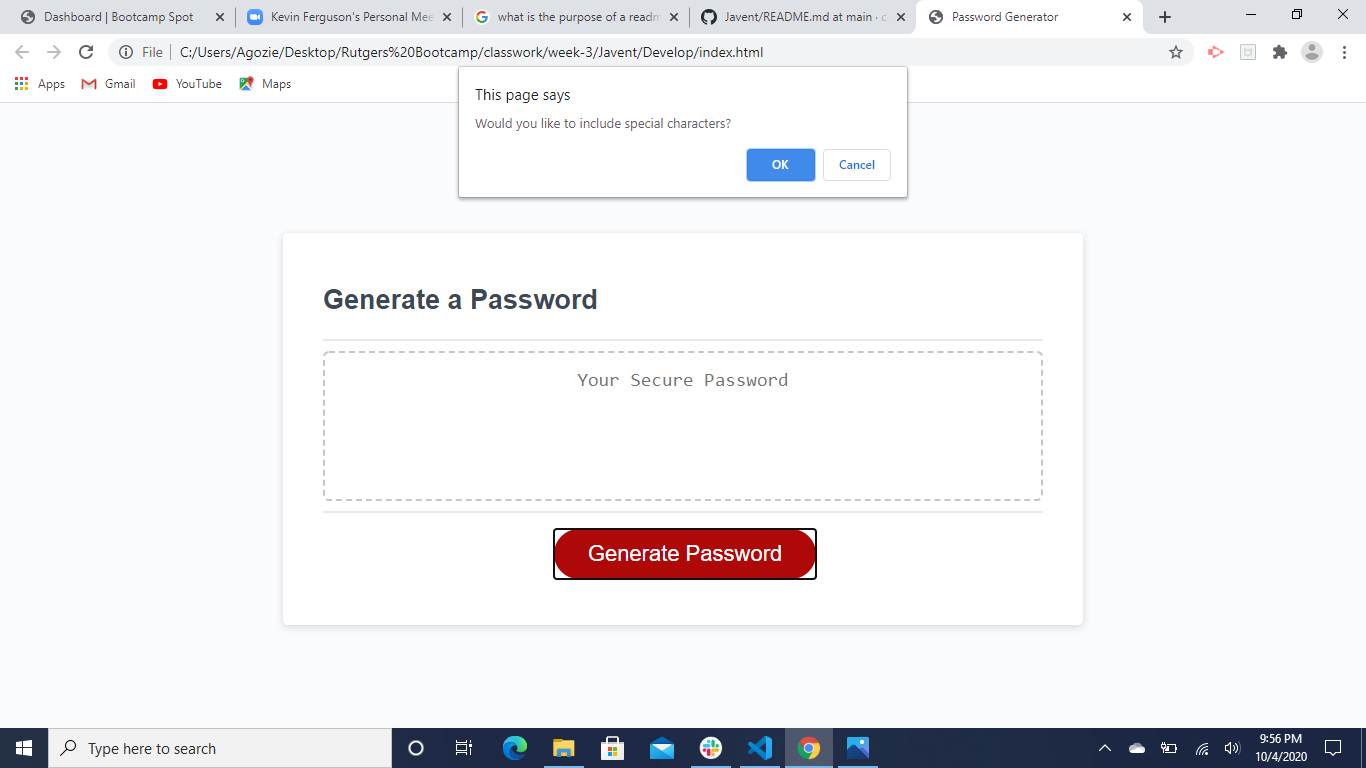 Dashboard | Bootcamp Spot
Kevin Ferguson's Personal Mee
what is the purpose of a readm
Javent/README.md at main · c
Password Generator
File
C:/Users/Agozie/Desktop/Rutgers%20Bootcamp/classwork/week-3/Javent/Develop/index.html
Apps
Gmail
YouTube
Maps
This page says
Would you like to include special characters?
OK
Cancel
Generate a Password
Your Secure Password
Generate Password
Type here to search
9:56 PM
10/4/2020